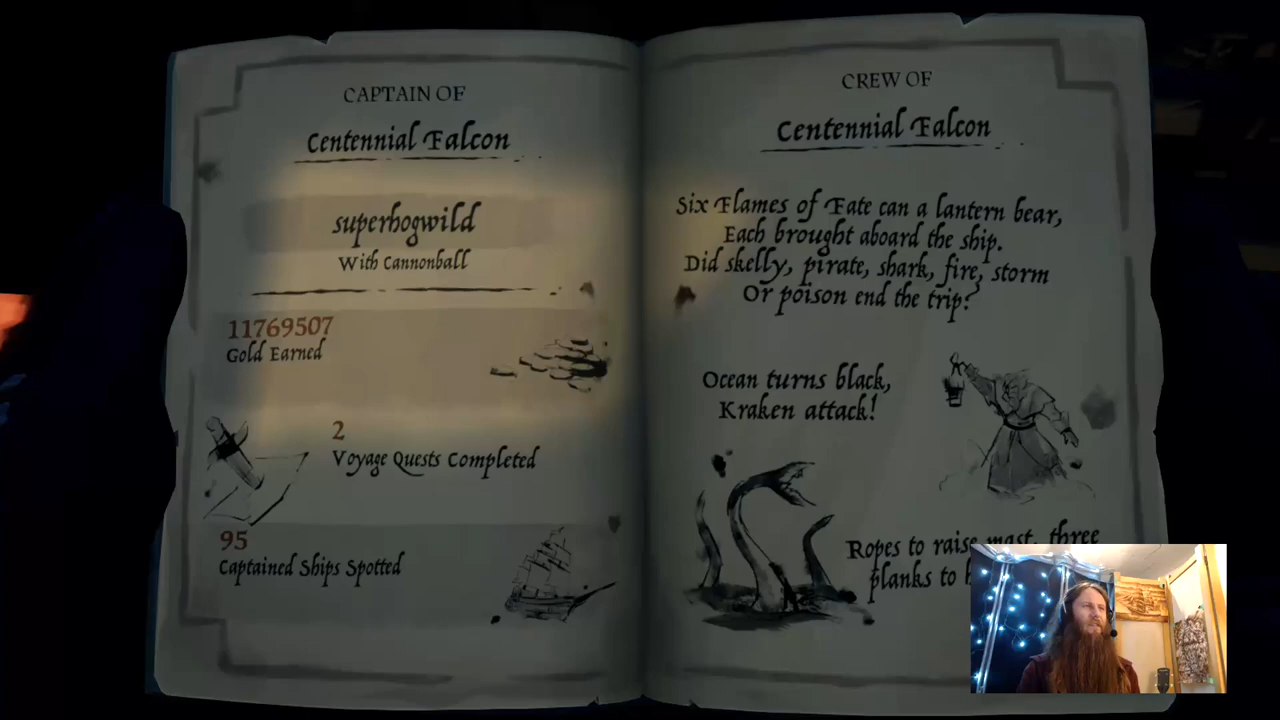 CAPTAIN OF
Centennial Falcon
superhogwild
With Cannonball
11769507
Gold Earned
2
Voyage Quests Completed
95
Captained Ships Spotted
CREW OF
Centennial Falcon
Six Flames of Fate can a lantern bear,
Each brought aboard the ship.
Did skelly, pirate, shark, fire, storm
Or poison end the trip?
Ocean turns black,
Kraken attack!
Ropes to raise mast, three
planks to